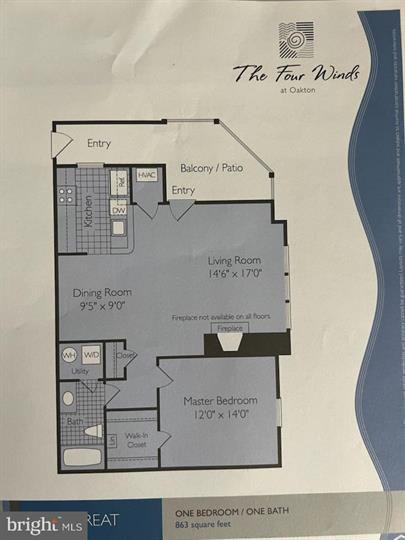 The Four Winds
at Oakton
Entry
Balcony / Patio
Entry
HVAC
Ref.
Kitchen
DW
Living Room
14'6" x 17'0"
Dining Room
9'5" x 9'0"
Fireplace not available on all floors.
Fireplace
WH
W/D
Closet
Utility
Bath
Walk-In
Closet
Master Bedroom
12'0" x 14'0"
REAT
ONE BEDROOM / ONE BATH
863 square feet
bright MLS